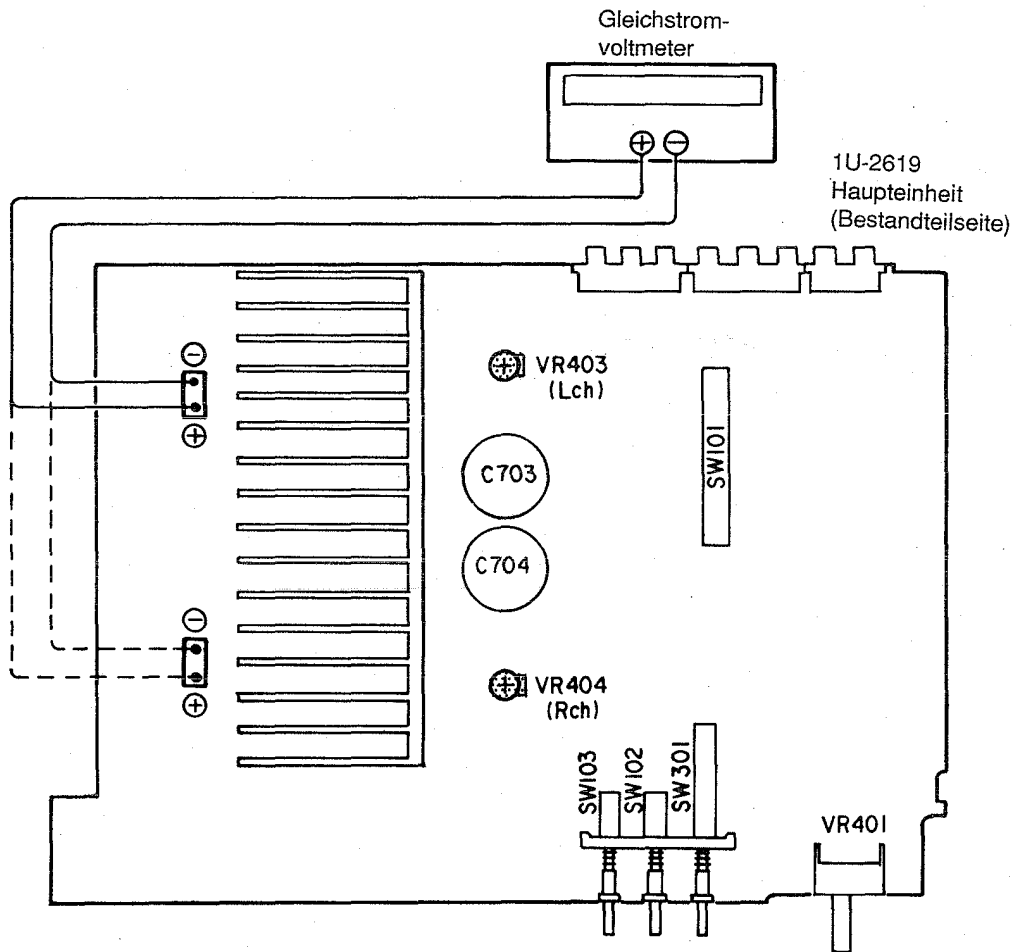 Gleichstrom-
voltmeter
⊕ ⊖
1U-2619
Haupteinheit
(Bestandteilseite)
⊖
⊕
VR403
(Lch)
C703
SW101
C704
⊖
⊕
VR404
(Rch)
SW103
SW102
SW301
VR401